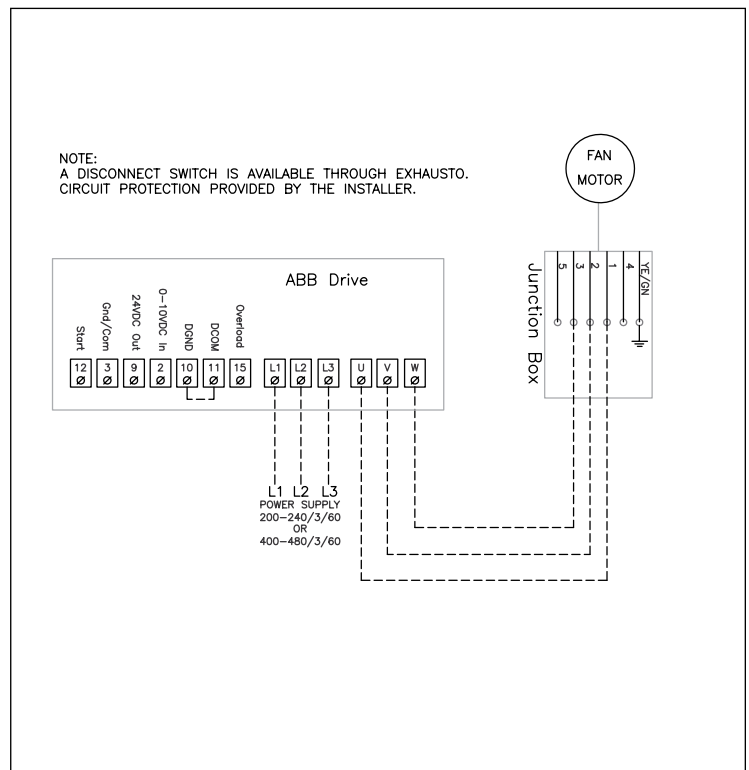 NOTE:
A DISCONNECT SWITCH IS AVAILABLE THROUGH EXHAUSTO.
CIRCUIT PROTECTION PROVIDED BY THE INSTALLER.
FAN
MOTOR
ABB Drive
Start
Gnd/Com
24VDC Out
0-10VDC In
DGND
DCOM
Overload
12
3
9
2
10
11
15
L1
L2
L3
U
V
W
Junction Box
5
3
2
1
4
YE/GN
L1 L2 L3
POWER SUPPLY
200-240/3/60
OR
400-480/3/60